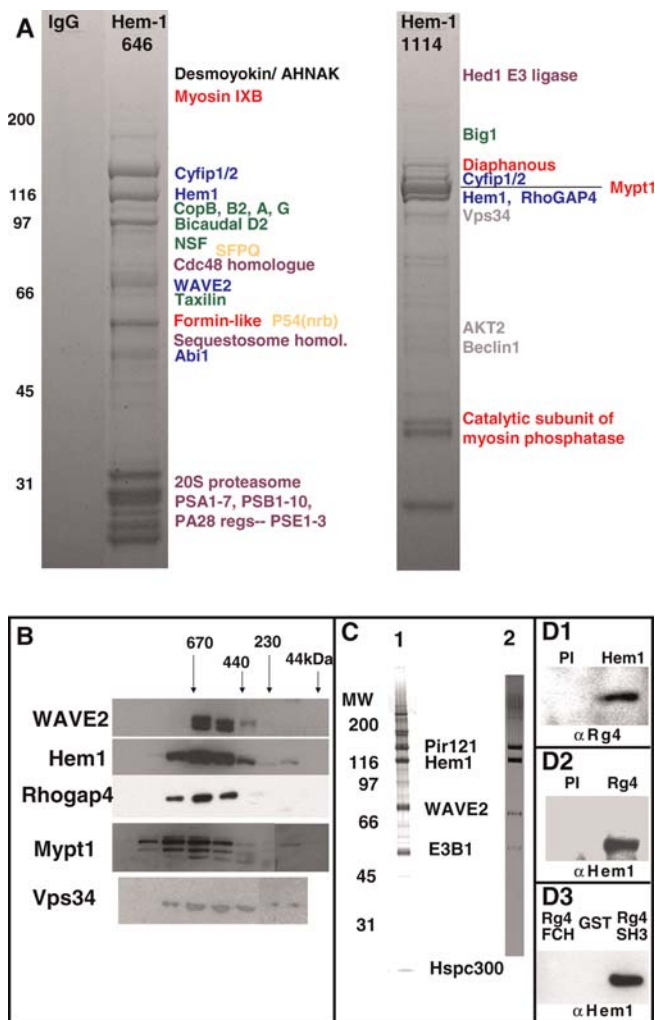 A
IgG Hem-1
646
Desmoyokin/ AHNAK
Myosin IXB
200
Cyfip1/2
116
Hem1
CopB, B2, A, G
97
Bicaudal D2
NSF SFPQ
Cdc48 homologue
WAVE2
66
Taxilin
Formin-like P54(nrb)
Sequestosome homol.
Abi1
45
31
20S proteasome
PSA1-7, PSB1-10,
PA28 regs-- PSE1-3
Hem-1
1114
Hed1 E3 ligase
Big1
Diaphanous
Cyfip1/2
Mypt1
Hem1, RhoGAP4
Vps34
AKT2
Beclin1
Catalytic subunit of
myosin phosphatase
B
670 230 44kDa
440
WAVE2
Hem1
Rhogap4
Mypt1
Vps34
C
1 2
MW
200
Pir121
116 Hem1
97
WAVE2
66
E3B1
45
31
Hspc300
D1
PI Hem1
αRg4
D2
PI Rg4
αHem1
D3
Rg4 GST Rg4
FCH SH3
αHem1